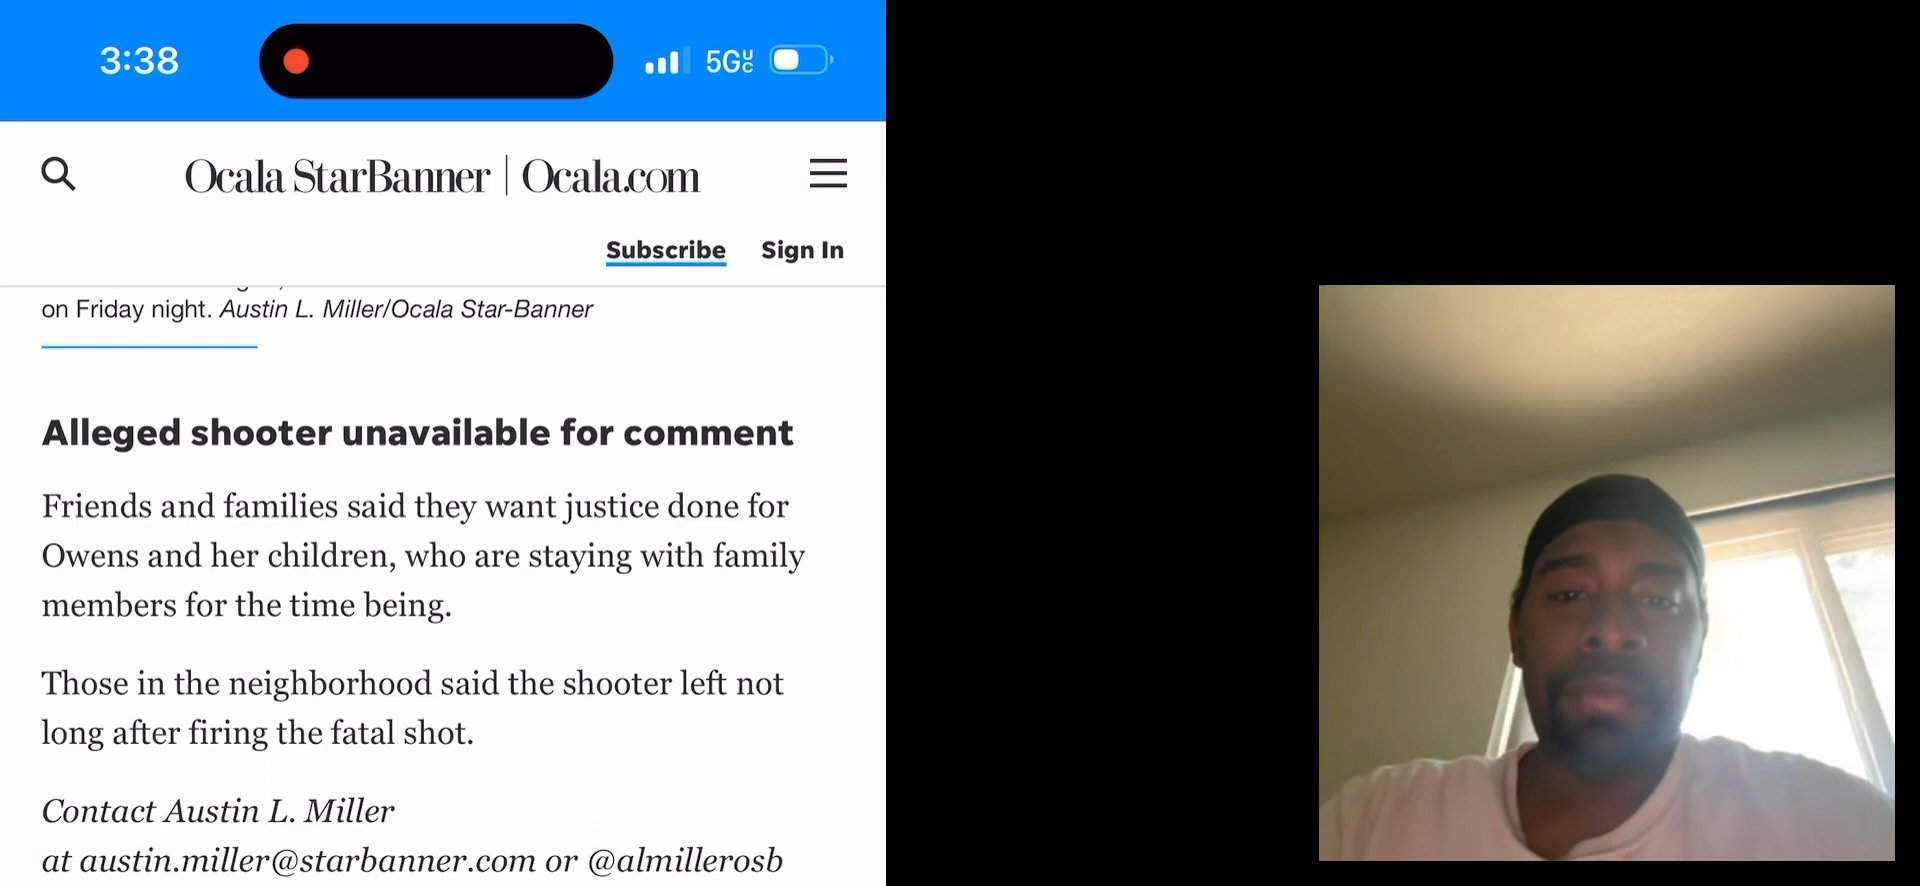 3:38
5GUC
Ocala StarBanner | Ocala.com
Subscribe Sign In
on Friday night. Austin L. Miller/Ocala Star-Banner
Alleged shooter unavailable for comment
Friends and families said they want justice done for
Owens and her children, who are staying with family
members for the time being.
Those in the neighborhood said the shooter left not
long after firing the fatal shot.
Contact Austin L. Miller
at austin.miller@starbanner.com or @almillerosb